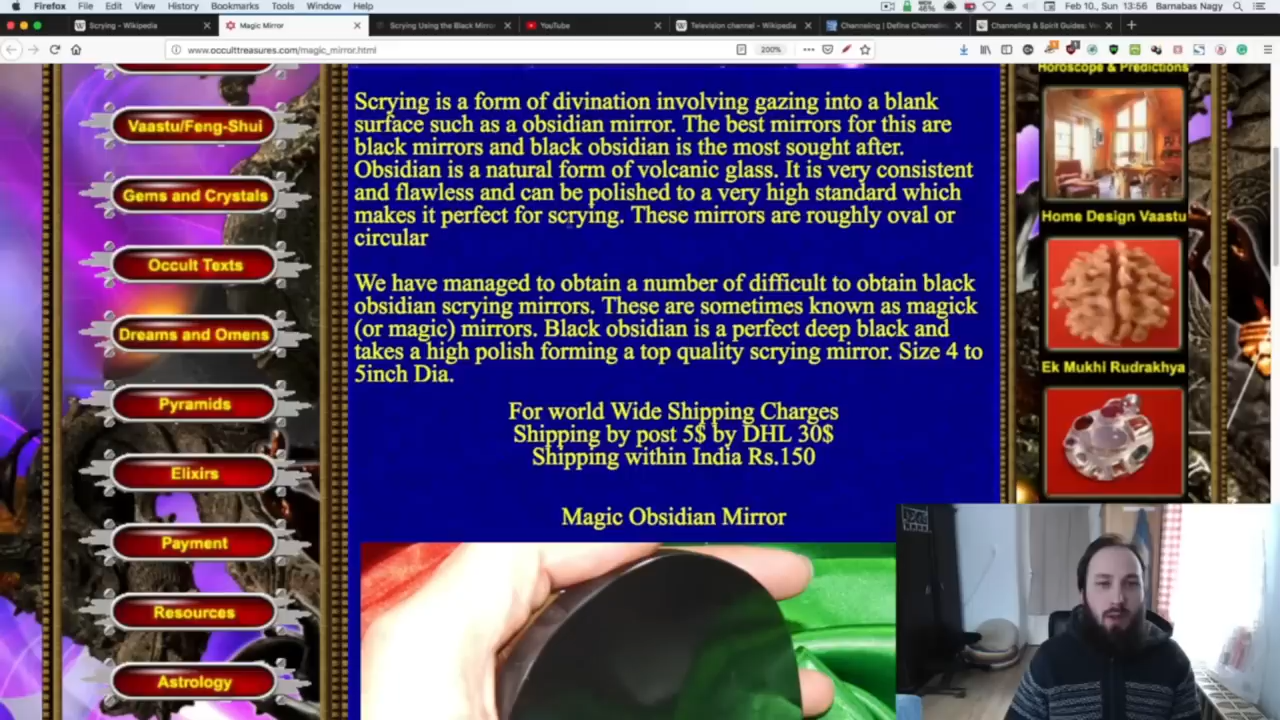 Firefox File Edit View History Bookmarks Tools Window Help
Feb 10., Sun 13:56 Barnabas Nagy
Scrying - Wikipedia
Magic Mirror
Scrying Using the Black Mirro
YouTube
Television channel - Wikipedia
Channeling | Define Channeling
Channeling & Spirit Guides: Ve
www.occulttreasures.com/magic_mirror.html
200%
Vaastu/Feng-Shui
Gems and Crystals
Occult Texts
Dreams and Omens
Pyramids
Elixirs
Payment
Resources
Astrology
Scrying is a form of divination involving gazing into a blank
surface such as a obsidian mirror. The best mirrors for this are
black mirrors and black obsidian is the most sought after.
Obsidian is a natural form of volcanic glass. It is very consistent
and flawless and can be polished to a very high standard which
makes it perfect for scrying. These mirrors are roughly oval or
circular
We have managed to obtain a number of difficult to obtain black
obsidian scrying mirrors. These are sometimes known as magick
(or magic) mirrors. Black obsidian is a perfect deep black and
takes a high polish forming a top quality scrying mirror. Size 4 to
5inch Dia.
For world Wide Shipping Charges
Shipping by post 5$ by DHL 30$
Shipping within India Rs.150
Magic Obsidian Mirror
Horoscope & Predictions
Home Design Vaastu
Ek Mukhi Rudrakhya